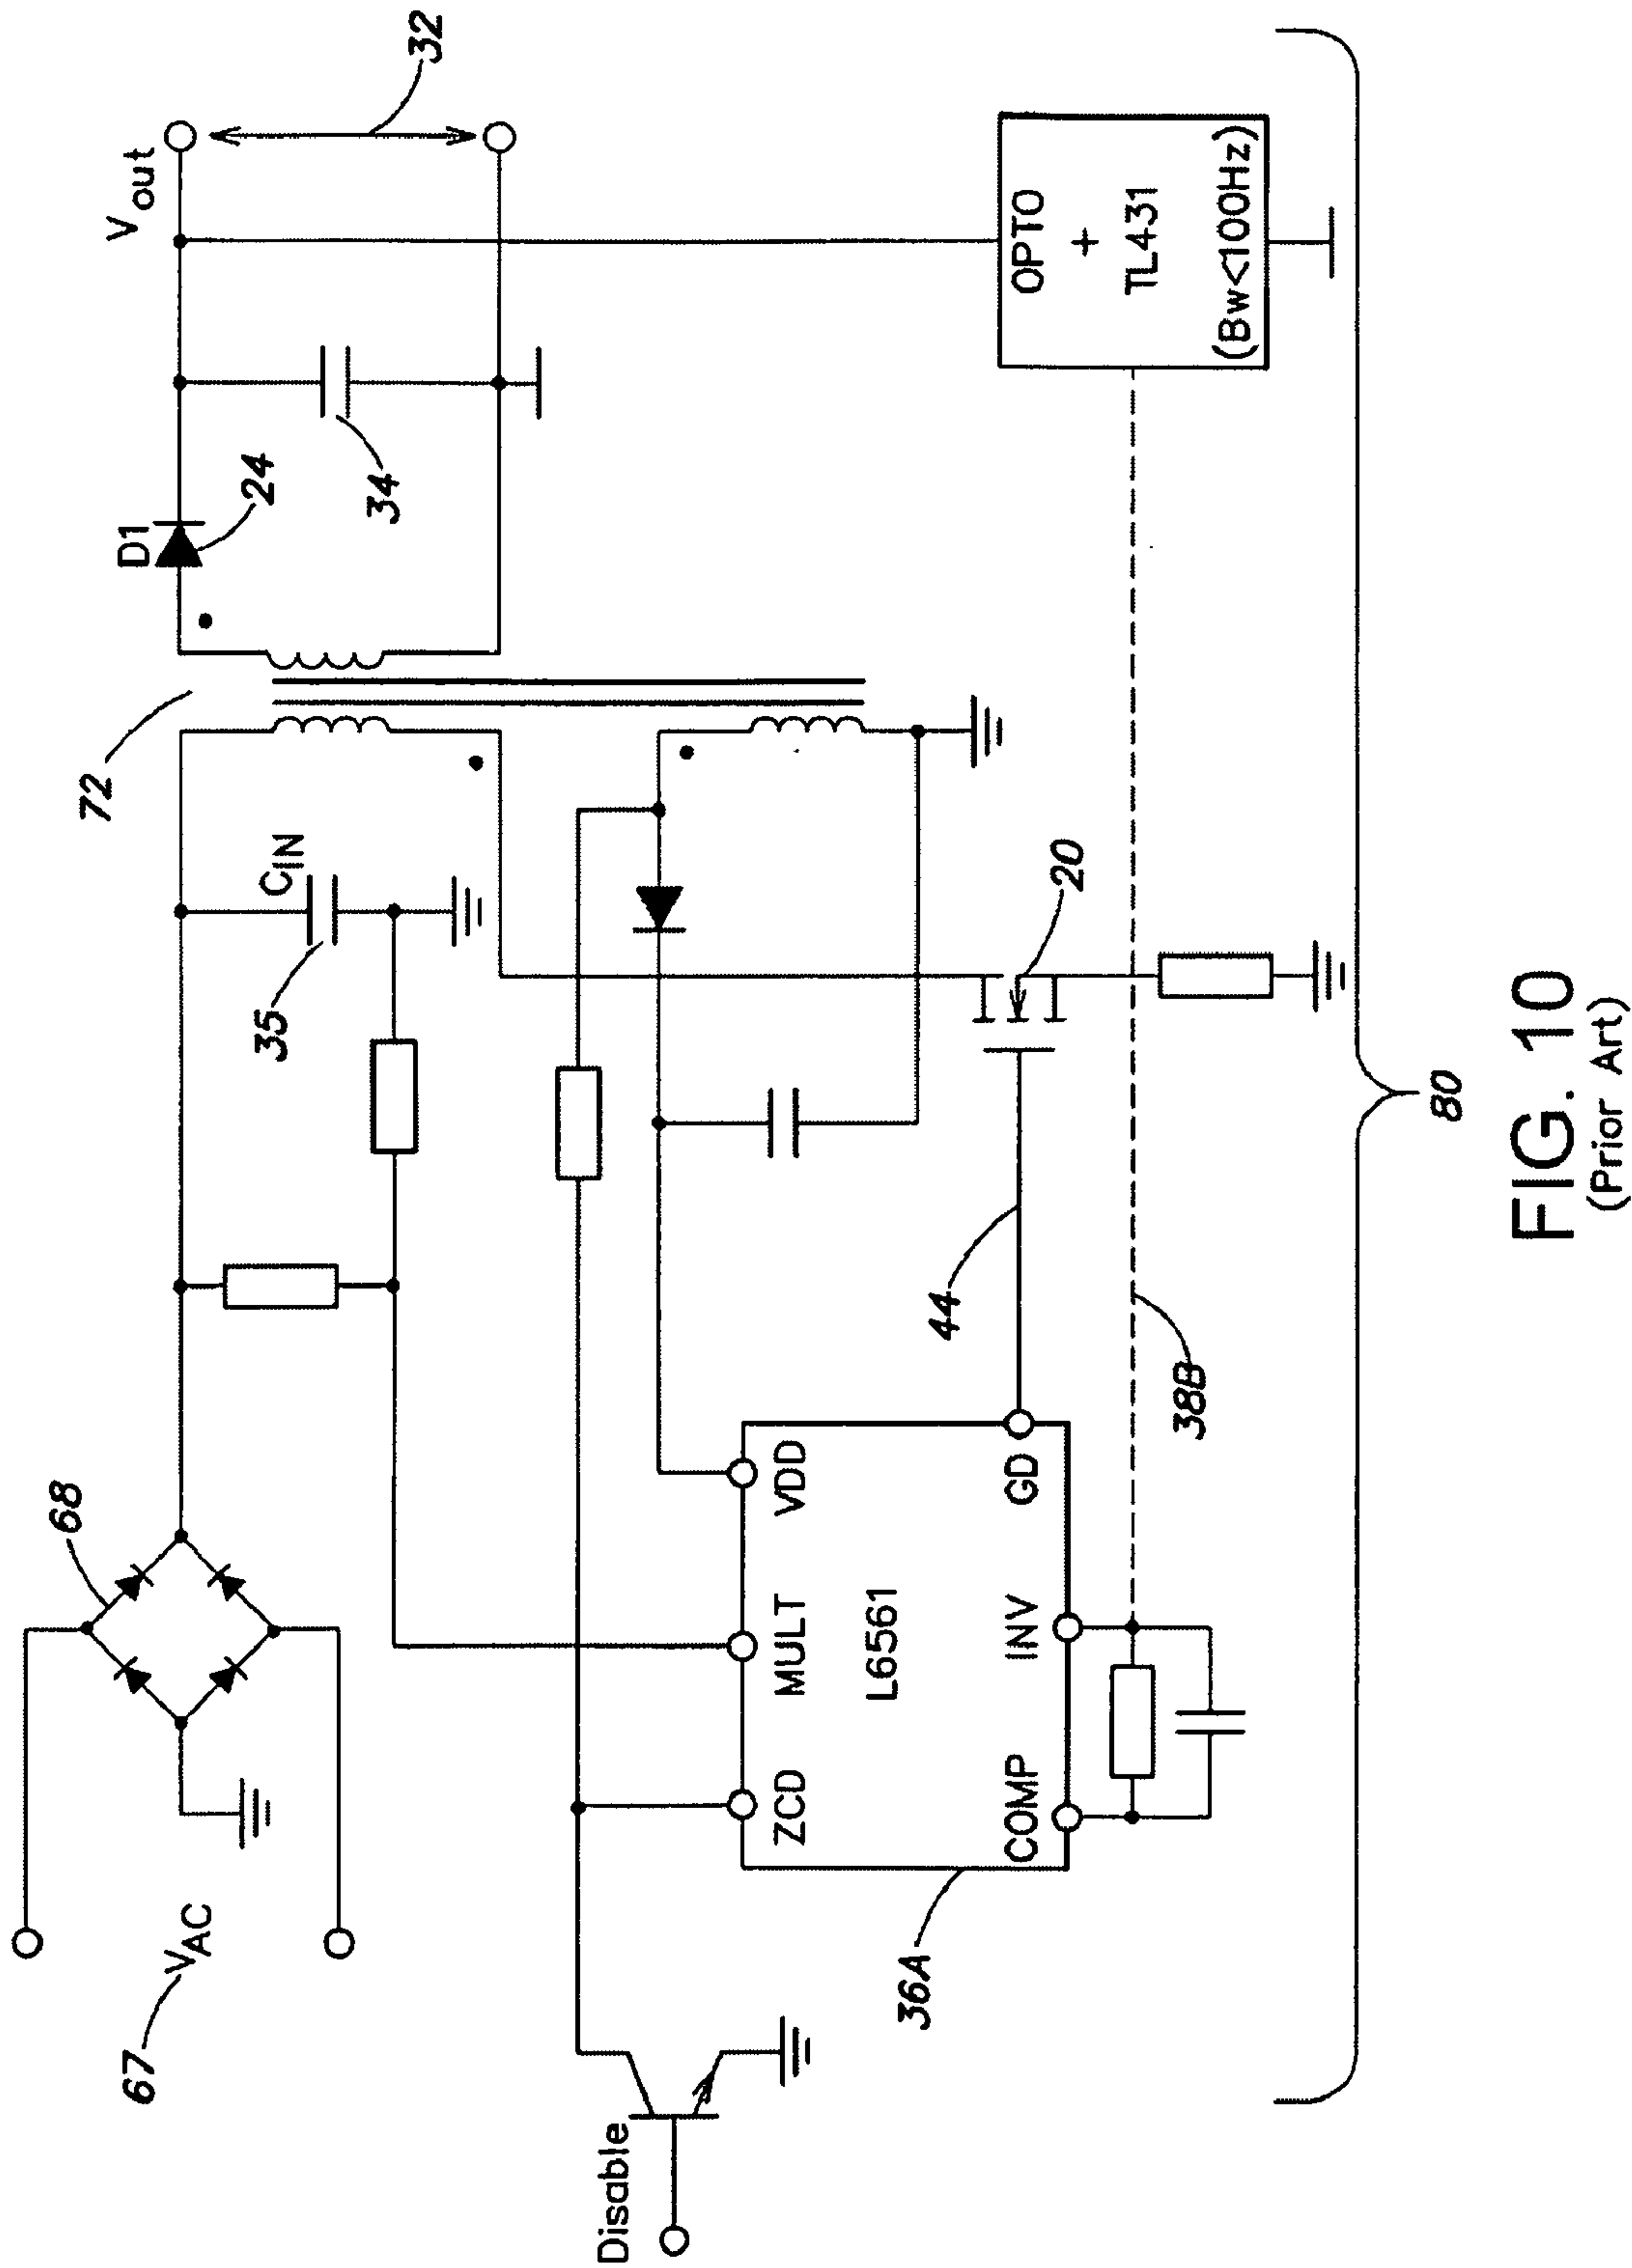 67
V_AC
68
35
C_IN
72
D1
24
34
V_out
32
Disable
ZCD
MULT
VDD
L6561
COMP
INV
GD
36A
44
20
38B
OPTO
+
TL431
(Bw<100Hz)
80
FIG. 10
(Prior Art)